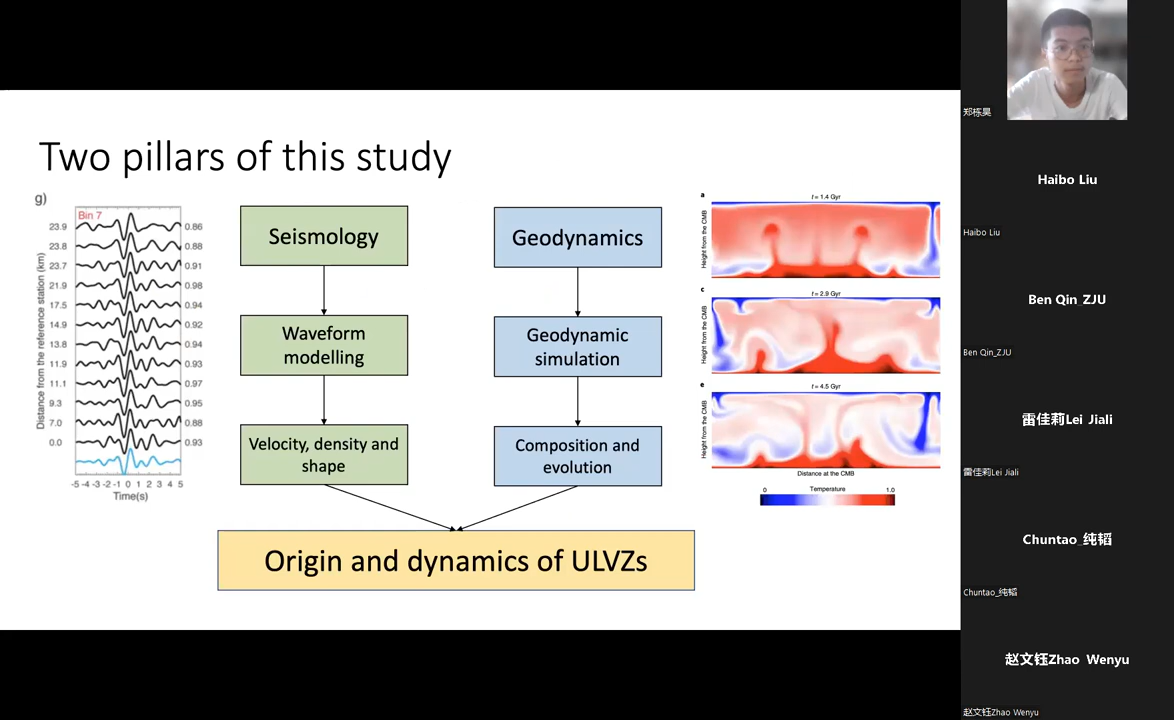 Two pillars of this study
g)
Bin 7
23.9
23.8
23.7
21.9
17.5
14.9
13.8
11.9
11.1
9.3
7.0
0.0
0.86
0.88
0.91
0.98
0.94
0.92
0.94
0.93
0.97
0.95
0.88
0.93
Distance from the reference station (km)
-5 -4 -3 -2 -1 0 1 2 3 4 5
Time(s)
Seismology
Waveform
modelling
Velocity, density and
shape
Geodynamics
Geodynamic
simulation
Composition and
evolution
Origin and dynamics of ULVZs
a
t = 1.4 Gyr
Height from the CMB
c
t = 2.9 Gyr
Height from the CMB
e
t = 4.5 Gyr
Height from the CMB
Distance at the CMB
0 Temperature 1.0
郑栋昊
Haibo Liu
Haibo Liu
Ben Qin_ZJU
Ben Qin_ZJU
雷佳莉Lei Jiali
雷佳莉Lei Jiali
Chuntao_纯韬
Chuntao_纯韬
赵文钰Zhao Wenyu
赵文钰Zhao Wenyu